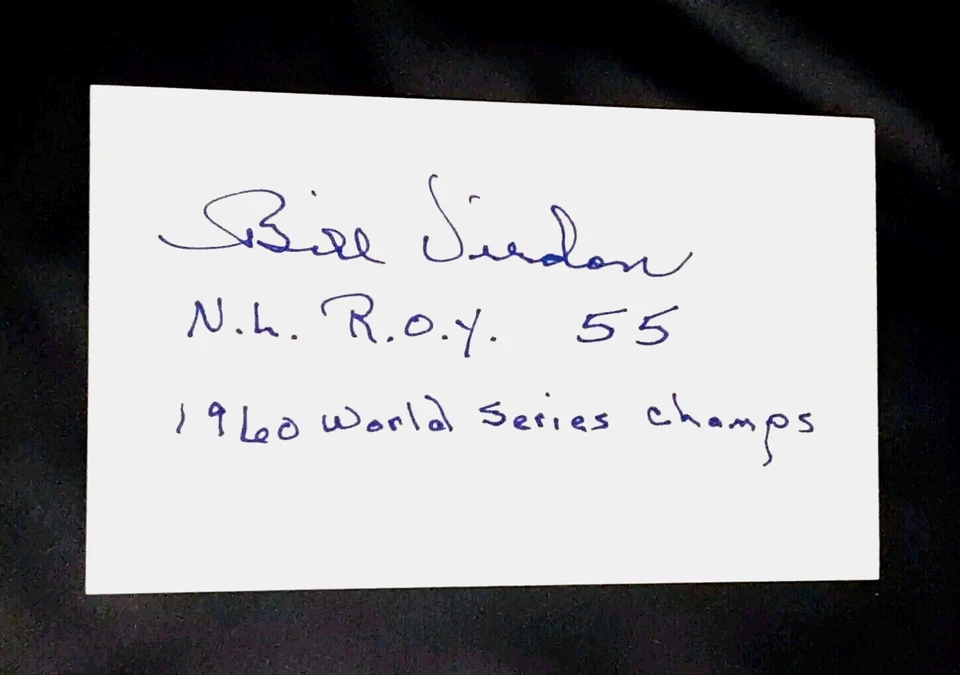 Bill Virdon
N.L. R.O.Y. 55
1960 World Series Champs